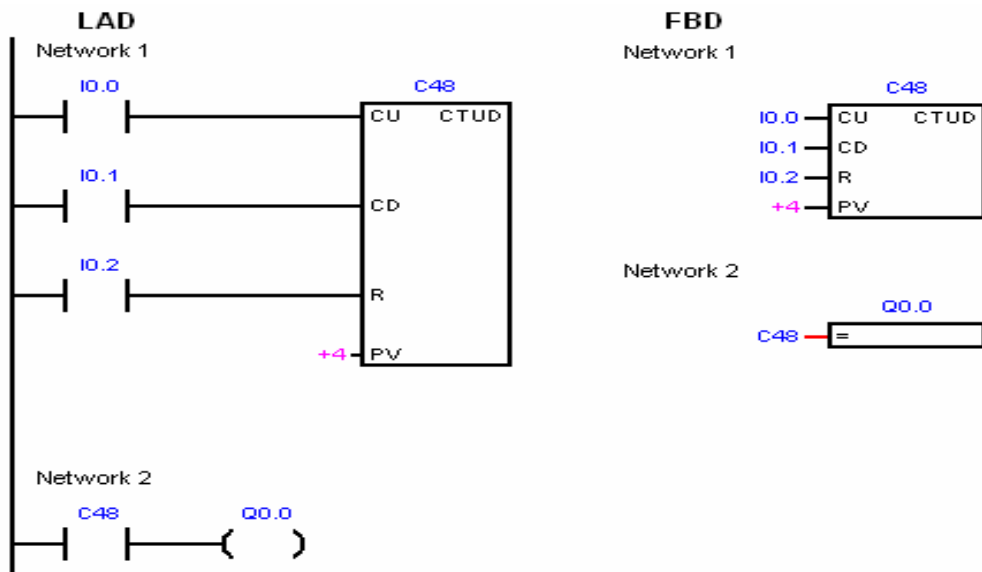 LAD
Network 1
I0.0
C48
CU CTUD
I0.1
CD
I0.2
R
+4 PV
Network 2
C48 Q0.0
FBD
Network 1
C48
I0.0 CU CTUD
I0.1 CD
I0.2 R
+4 PV
Network 2
Q0.0
C48 =